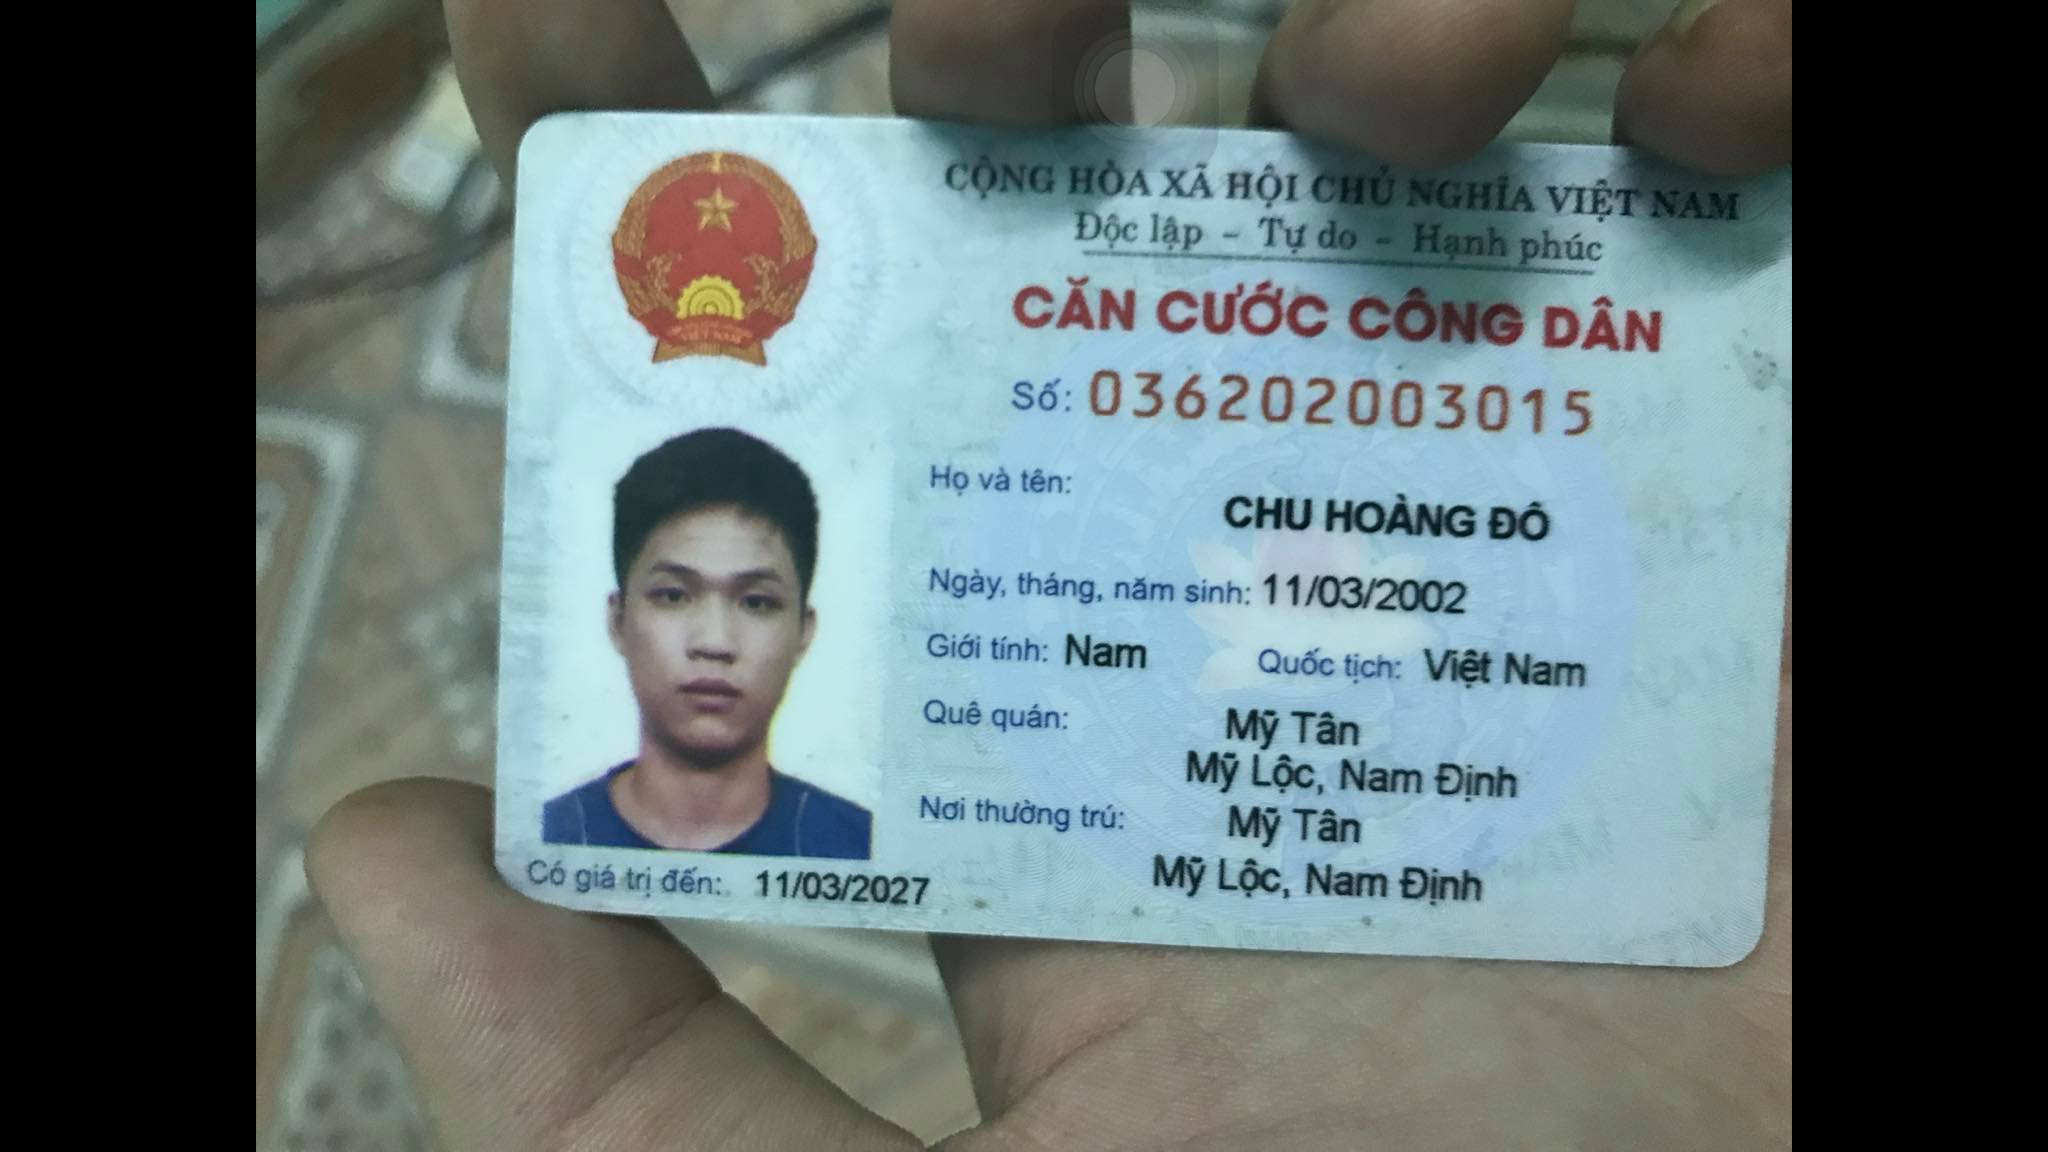 CỘNG HÒA XÃ HỘI CHỦ NGHĨA VIỆT NAM
Độc lập - Tự do - Hạnh phúc
CĂN CƯỚC CÔNG DÂN
Số: 036202003015
Họ và tên:
CHU HOÀNG ĐÔ
Ngày, tháng, năm sinh: 11/03/2002
Giới tính: Nam Quốc tịch: Việt Nam
Quê quán: Mỹ Tân
Mỹ Lộc, Nam Định
Nơi thường trú: Mỹ Tân
Mỹ Lộc, Nam Định
Có giá trị đến: 11/03/2027